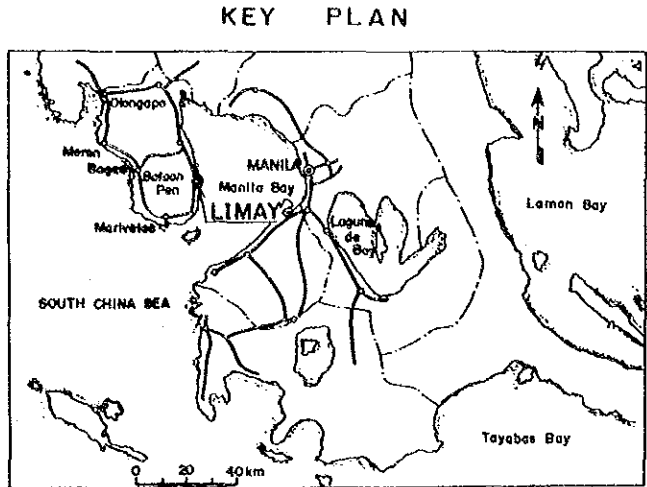 KEY PLAN
Olongapo
MANILA
Moron
Bagac
Bataan
Pen
Manila Bay
LIMAY
Mariveles
Laguna
de
Bay
N
Lamon Bay
SOUTH CHINA SEA
Tayabas Bay
0 20 40km